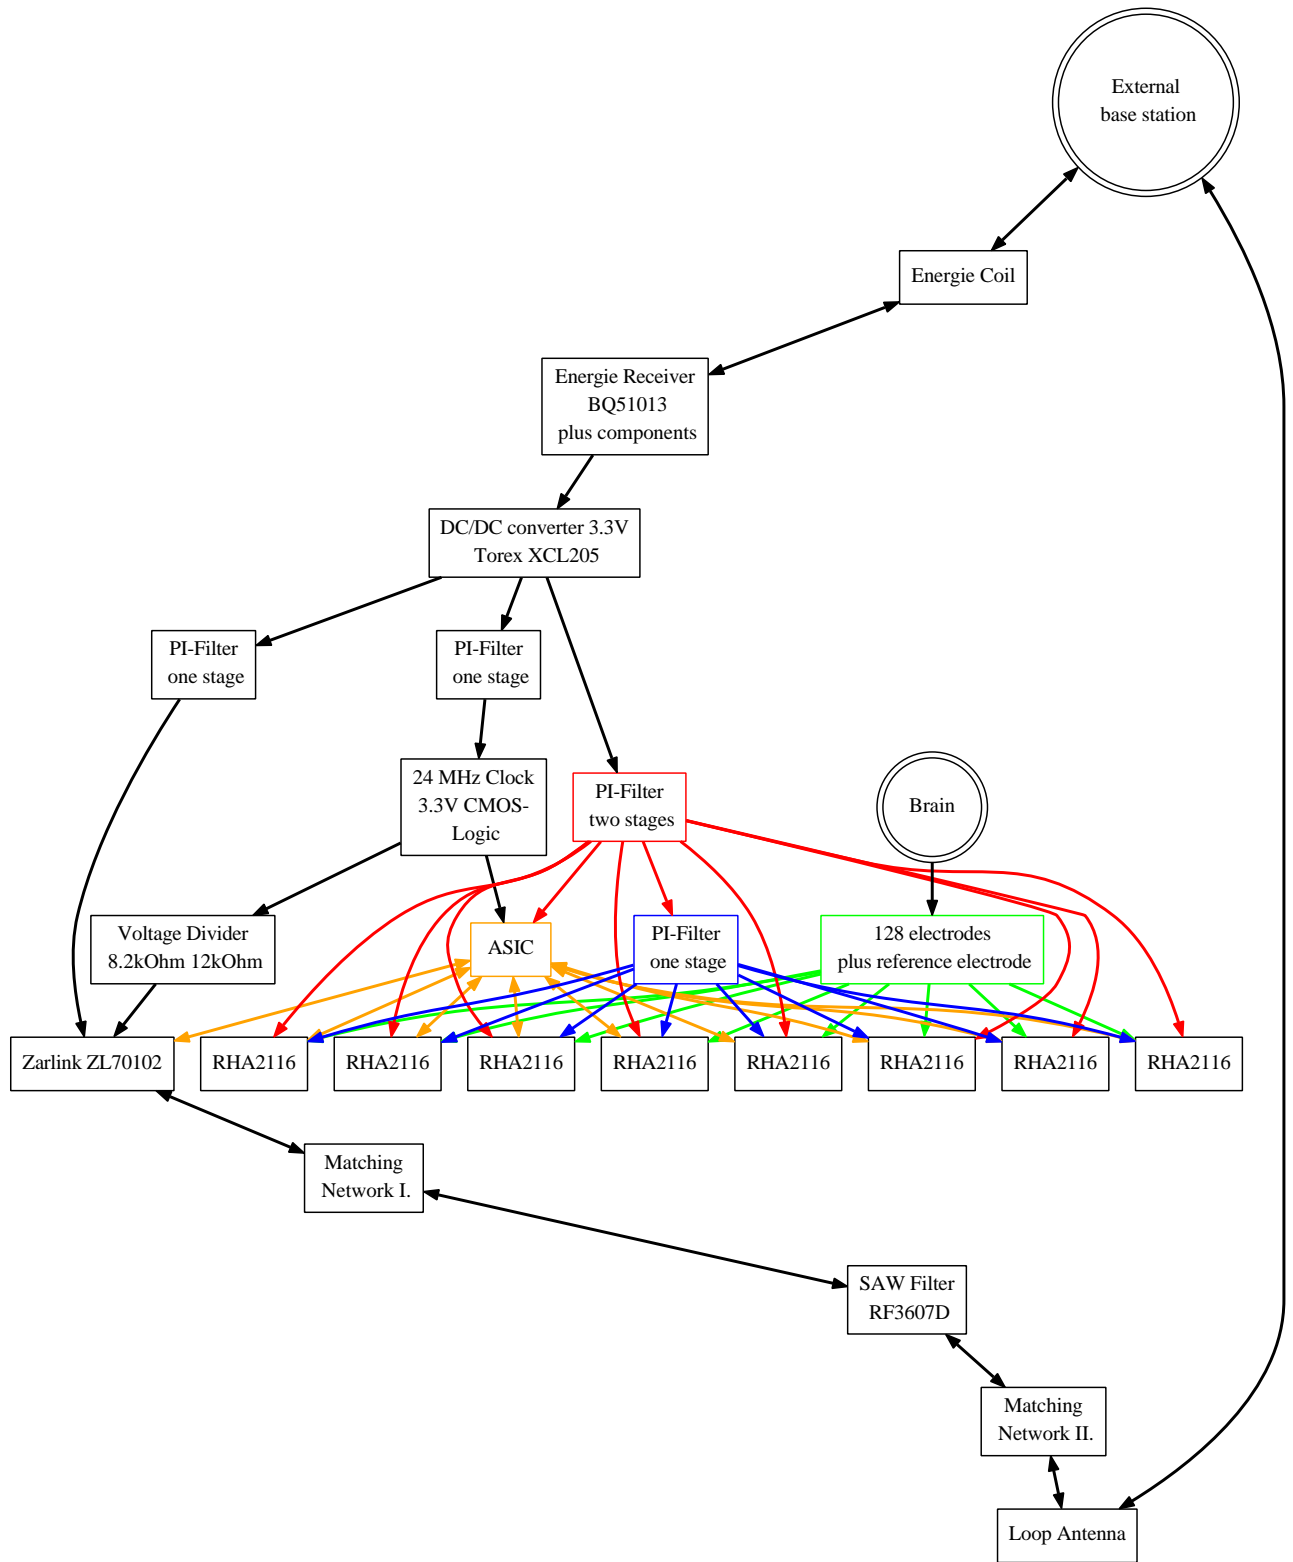 External
base station
Energie Coil
Energie Receiver
BQ51013
plus components
DC/DC converter 3.3V
Torex XCL205
PI-Filter
one stage
PI-Filter
one stage
24 MHz Clock
3.3V CMOS-
Logic
PI-Filter
two stages
Brain
Voltage Divider
8.2kOhm 12kOhm
ASIC
PI-Filter
one stage
128 electrodes
plus reference electrode
Zarlink ZL70102
RHA2116
RHA2116
RHA2116
RHA2116
RHA2116
RHA2116
RHA2116
RHA2116
Matching
Network I.
SAW Filter
RF3607D
Matching
Network II.
Loop Antenna